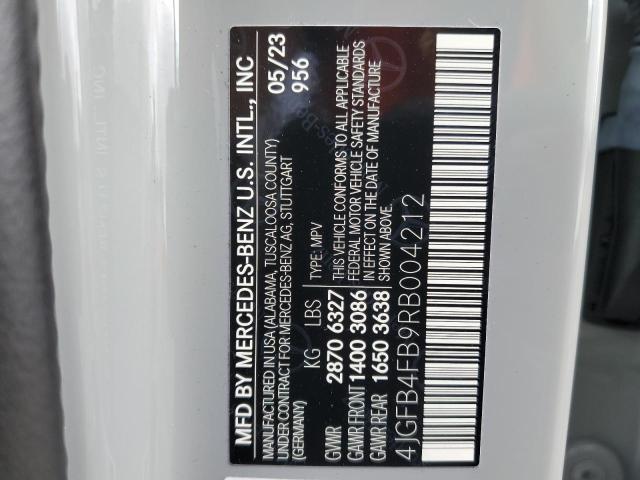 MFD BY MERCEDES-BENZ U.S. INTL., INC
MANUFACTURED IN USA (ALABAMA, TUSCALOOSA COUNTY)
UNDER CONTRACT FOR MERCEDES-BENZ AG, STUTTGART
(GERMANY)
05/23
956
KG LBS TYPE: MPV
GVWR 2870 6327 THIS VEHICLE CONFORMS TO ALL APPLICABLE
GAWR FRONT 1400 3086 FEDERAL MOTOR VEHICLE SAFETY STANDARDS
GAWR REAR 1650 3638 IN EFFECT ON THE DATE OF MANUFACTURE
SHOWN ABOVE.
4JGFB4FB9RB004212